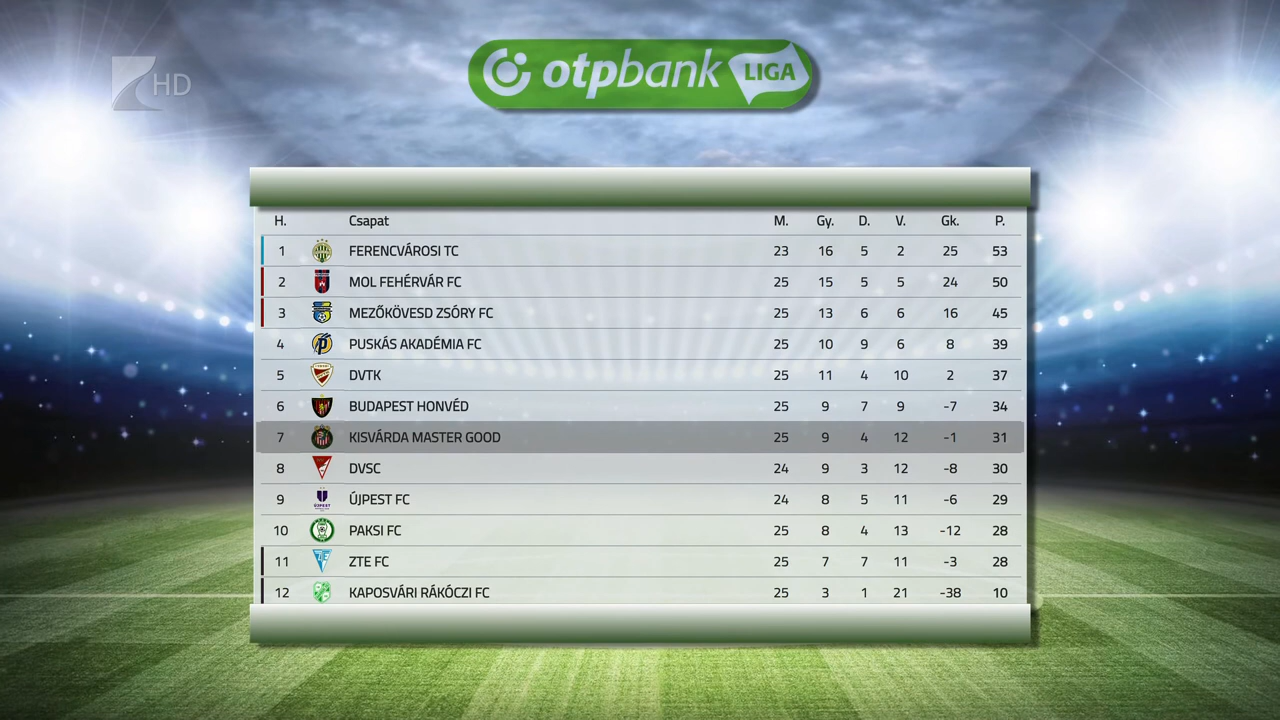 HD
otpbank LIGA
H. Csapat M. Gy. D. V. Gk. P.
1 FERENCVÁROSI TC 23 16 5 2 25 53
2 MOL FEHÉRVÁR FC 25 15 5 5 24 50
3 MEZŐKÖVESD ZSÓRY FC 25 13 6 6 16 45
4 PUSKÁS AKADÉMIA FC 25 10 9 6 8 39
5 DVTK 25 11 4 10 2 37
6 BUDAPEST HONVÉD 25 9 7 9 -7 34
7 KISVÁRDA MASTER GOOD 25 9 4 12 -1 31
8 DVSC 24 9 3 12 -8 30
9 ÚJPEST FC 24 8 5 11 -6 29
10 PAKSI FC 25 8 4 13 -12 28
11 ZTE FC 25 7 7 11 -3 28
12 KAPOSVÁRI RÁKÓCZI FC 25 3 1 21 -38 10